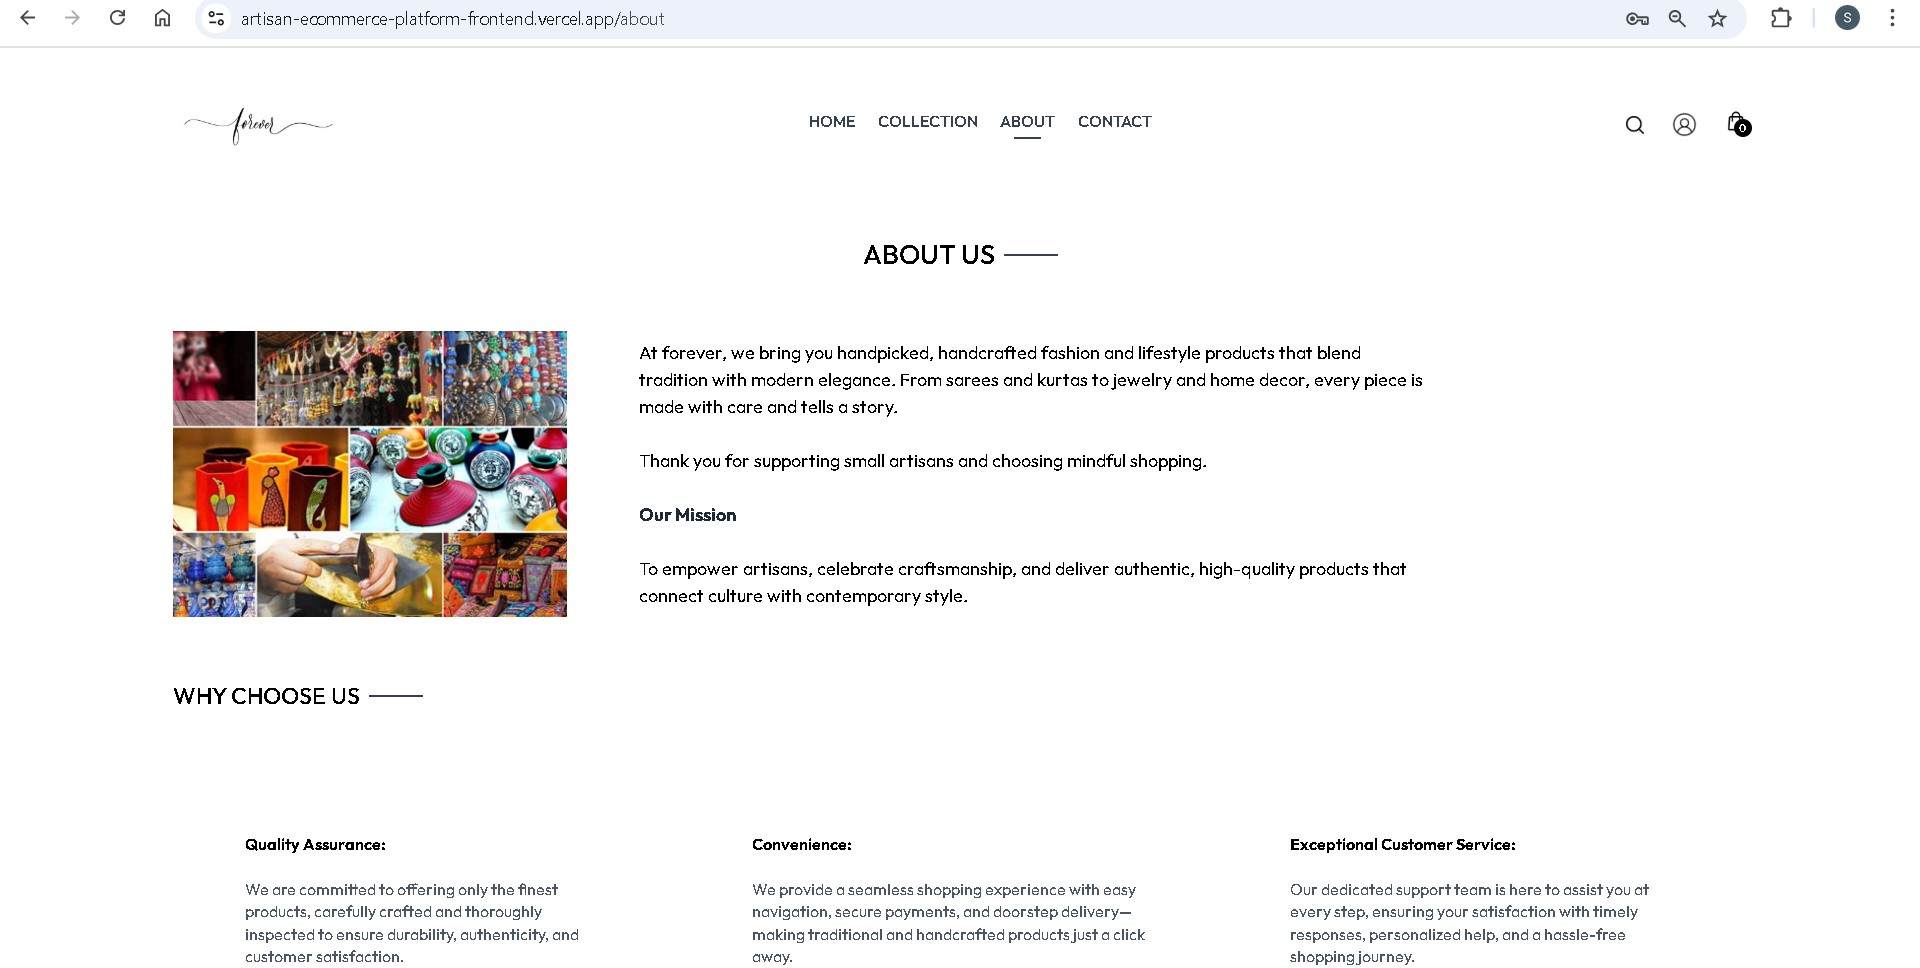 artisan-ecommerce-platform-frontend.vercel.app/about
S
forever
HOME COLLECTION ABOUT CONTACT
0
ABOUT US
At forever, we bring you handpicked, handcrafted fashion and lifestyle products that blend
tradition with modern elegance. From sarees and kurtas to jewelry and home decor, every piece is
made with care and tells a story.
Thank you for supporting small artisans and choosing mindful shopping.
Our Mission
To empower artisans, celebrate craftsmanship, and deliver authentic, high-quality products that
connect culture with contemporary style.
WHY CHOOSE US
Quality Assurance:
We are committed to offering only the finest
products, carefully crafted and thoroughly
inspected to ensure durability, authenticity, and
customer satisfaction.
Convenience:
We provide a seamless shopping experience with easy
navigation, secure payments, and doorstep delivery—
making traditional and handcrafted products just a click
away.
Exceptional Customer Service:
Our dedicated support team is here to assist you at
every step, ensuring your satisfaction with timely
responses, personalized help, and a hassle-free
shopping journey.